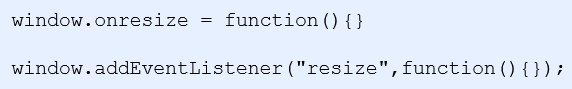 window.onresize = function(){}
window.addEventListener("resize",function(){});